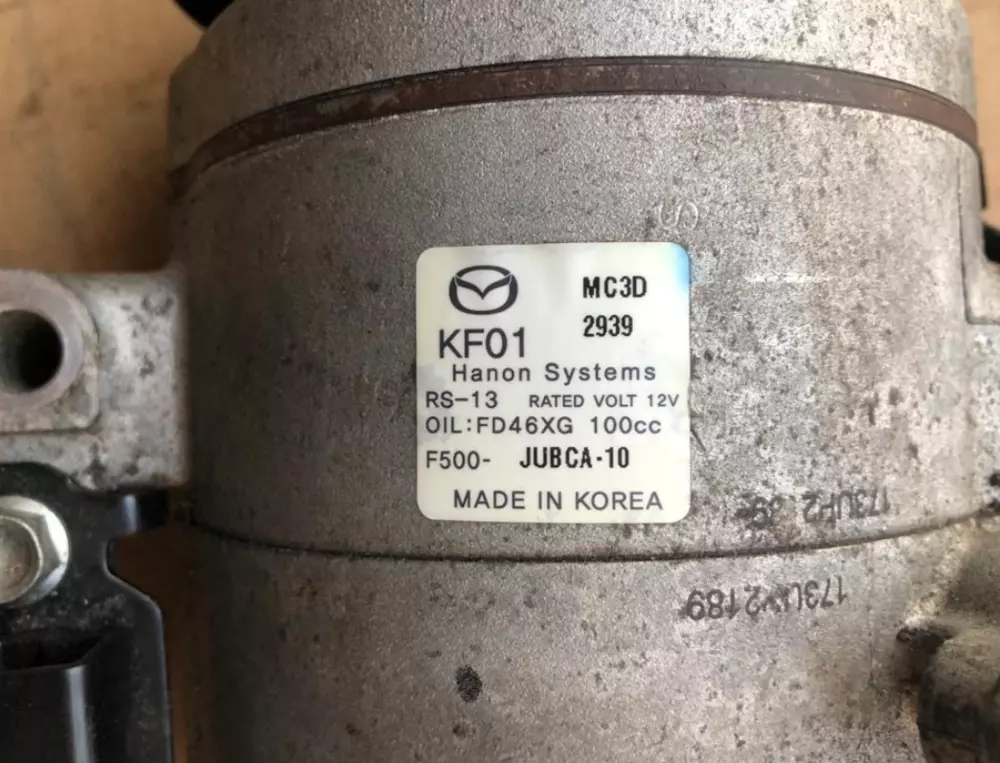 MC3D
2939
KF01
Hanon Systems
RS-13 RATED VOLT 12V
OIL:FD46XG 100cc
F500- JUBCA-10
MADE IN KOREA